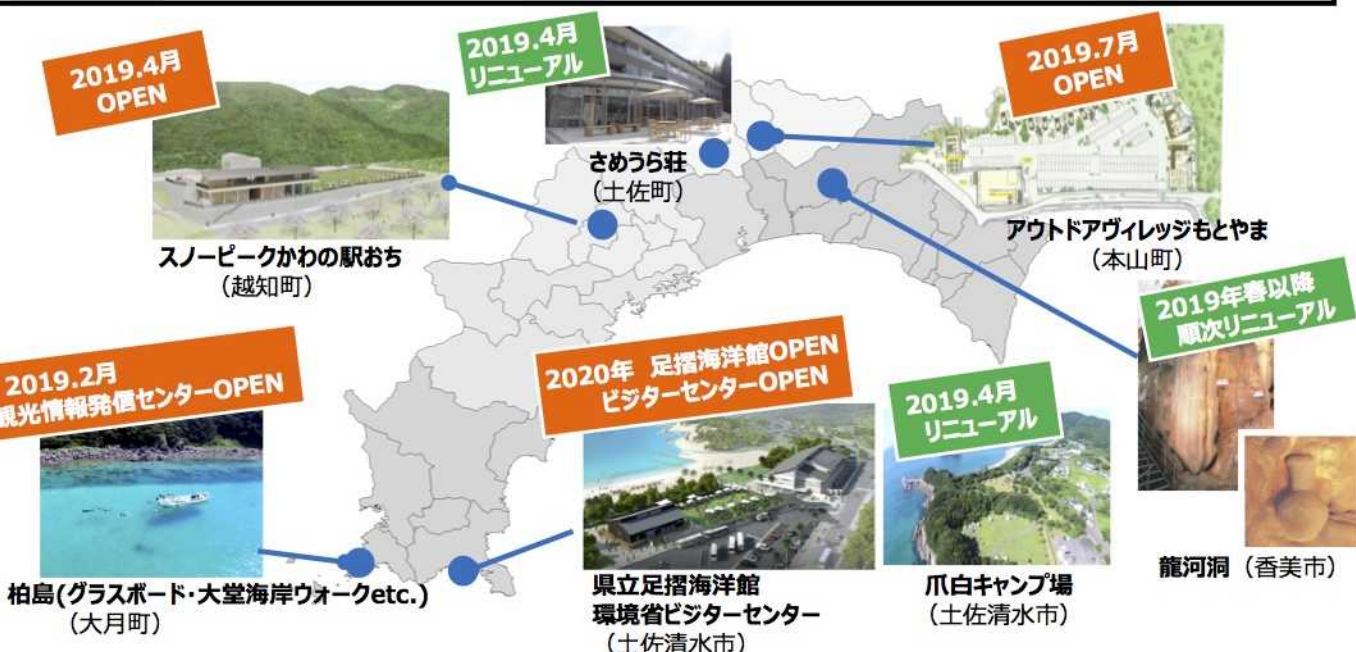 2019.4月
OPEN
スノーピークかわの駅おち
(越知町)
2019.4月
リニューアル
さめうら荘
(土佐町)
2019.7月
OPEN
アウトドアヴィレッジもとやま
(本山町)
2019年春以降
順次リニューアル
龍河洞 (香美市)
2019.2月
観光情報発信センターOPEN
柏島(グラスボード・大堂海岸ウォークetc.)
(大月町)
2020年 足摺海洋館OPEN
ビジターセンターOPEN
県立足摺海洋館
環境省ビジターセンター
(土佐清水市)
2019.4月
リニューアル
爪白キャンプ場
(土佐清水市)